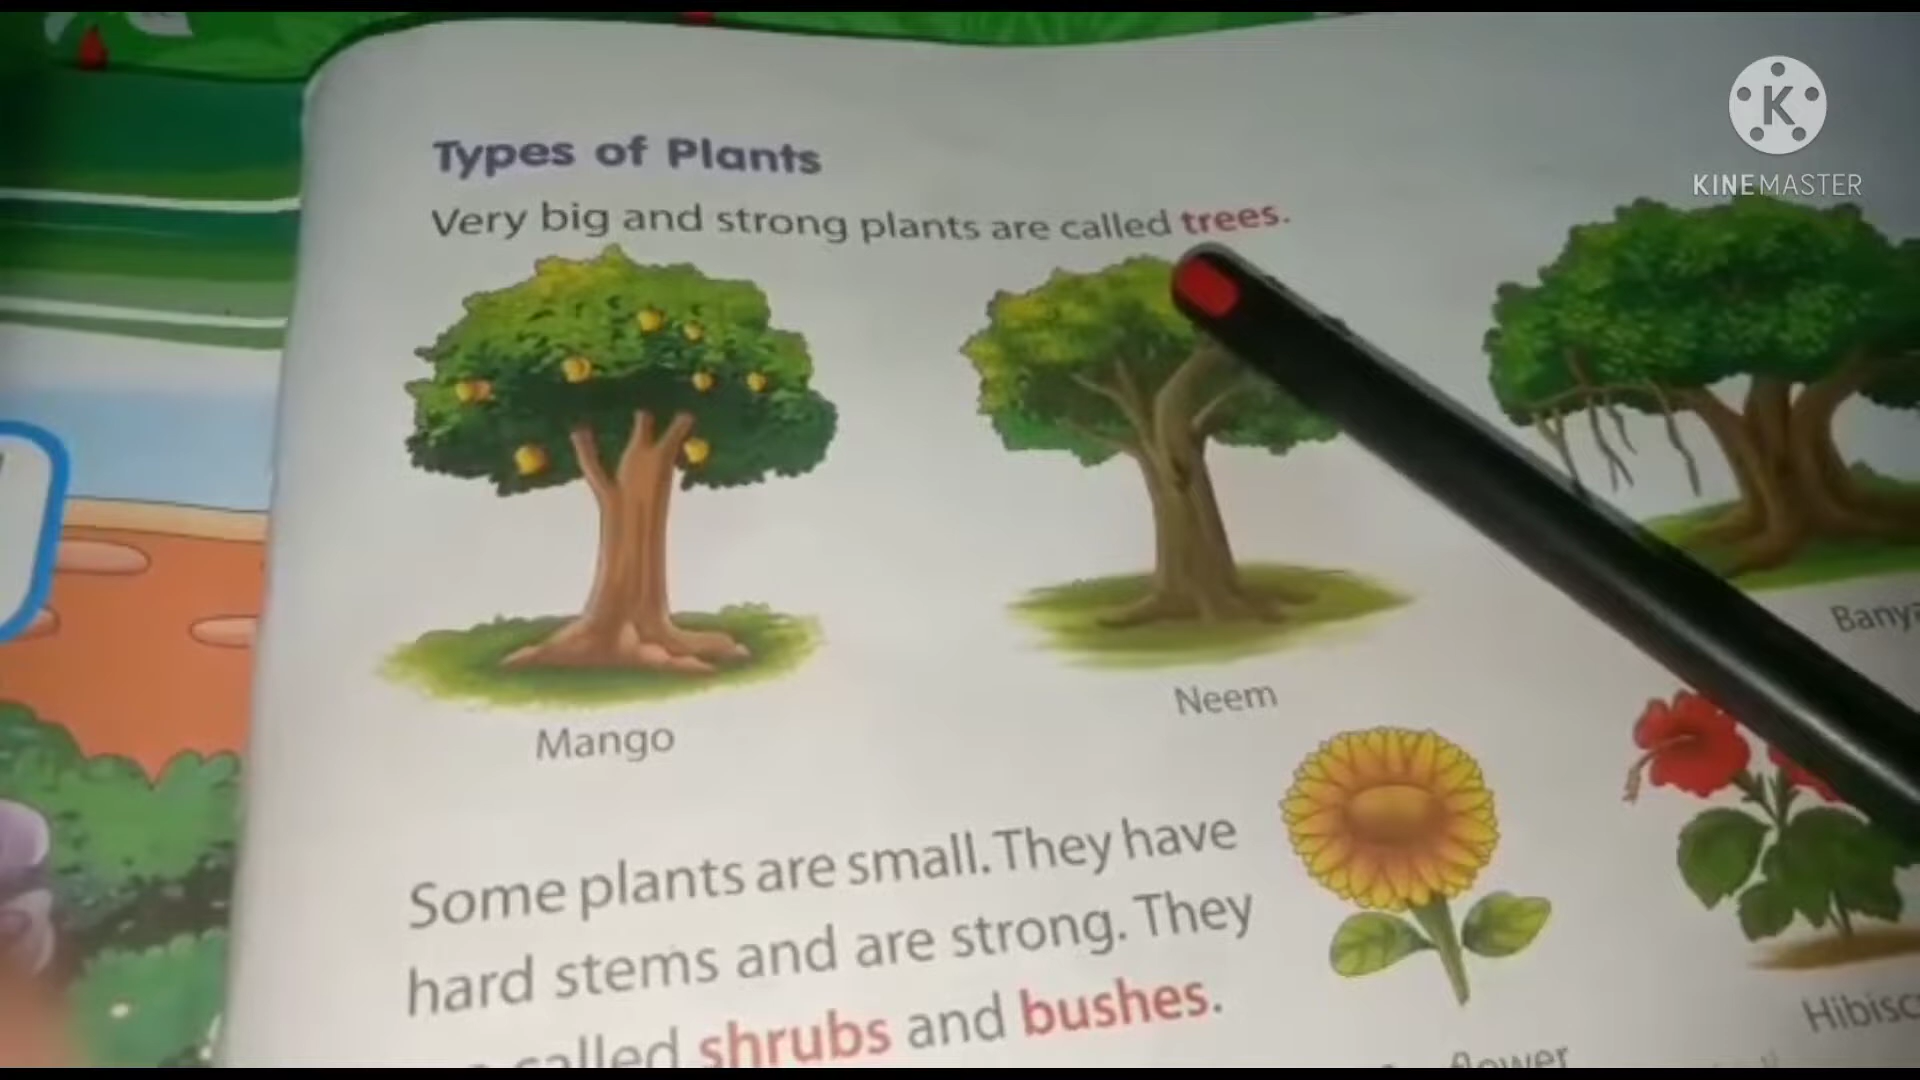 Types of Plants
Very big and strong plants are called trees.
K
KINEMASTER
Mango
Neem
Some plants are small. They have
hard stems and are strong. They
called shrubs and bushes.